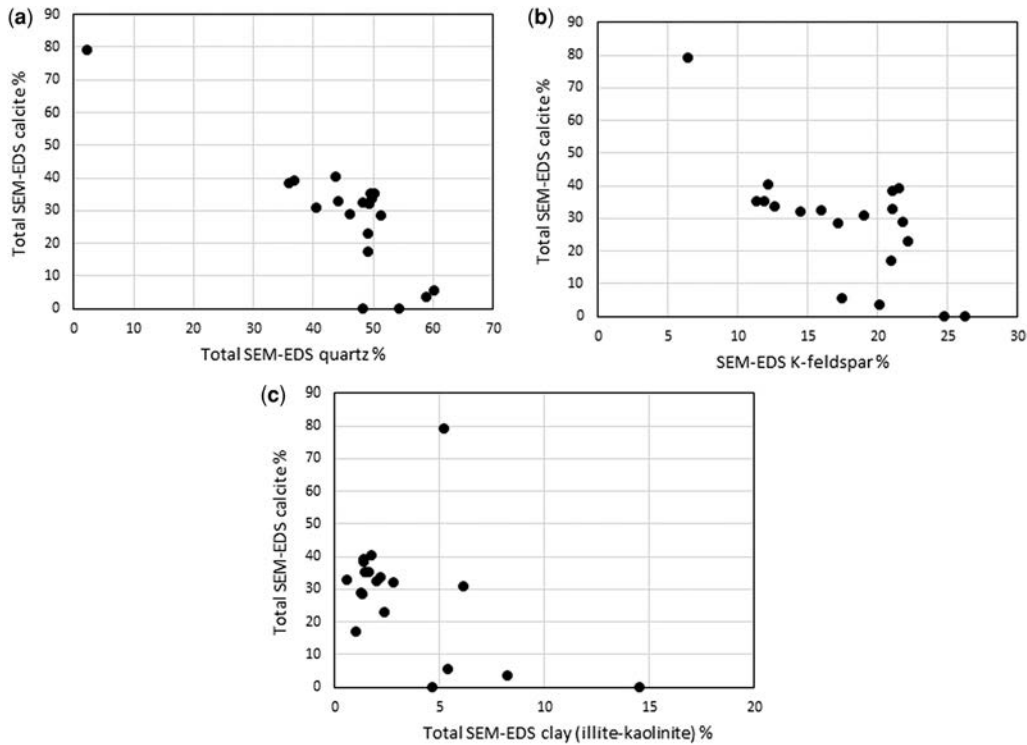 (a)
Total SEM-EDS calcite %
90
80
70
60
50
40
30
20
10
0
0 10 20 30 40 50 60 70
Total SEM-EDS quartz %
(b)
Total SEM-EDS calcite %
90
80
70
60
50
40
30
20
10
0
0 5 10 15 20 25 30
SEM-EDS K-feldspar %
(c)
Total SEM-EDS calcite %
90
80
70
60
50
40
30
20
10
0
0 5 10 15 20
Total SEM-EDS clay (illite-kaolinite) %